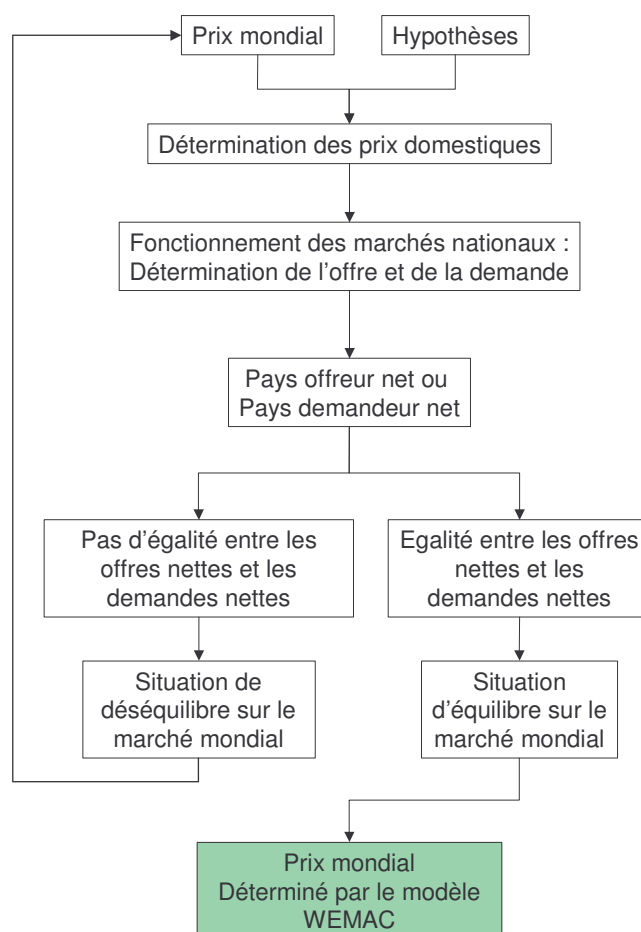 Prix mondial
Hypothèses
Détermination des prix domestiques
Fonctionnement des marchés nationaux :
Détermination de l’offre et de la demande
Pays offreur net ou
Pays demandeur net
Pas d’égalité entre les
offres nettes et les
demandes nettes
Egalité entre les offres
nettes et les
demandes nettes
Situation de
déséquilibre sur le
marché mondial
Situation
d’équilibre sur le
marché mondial
Prix mondial
Déterminé par le modèle
WEMAC